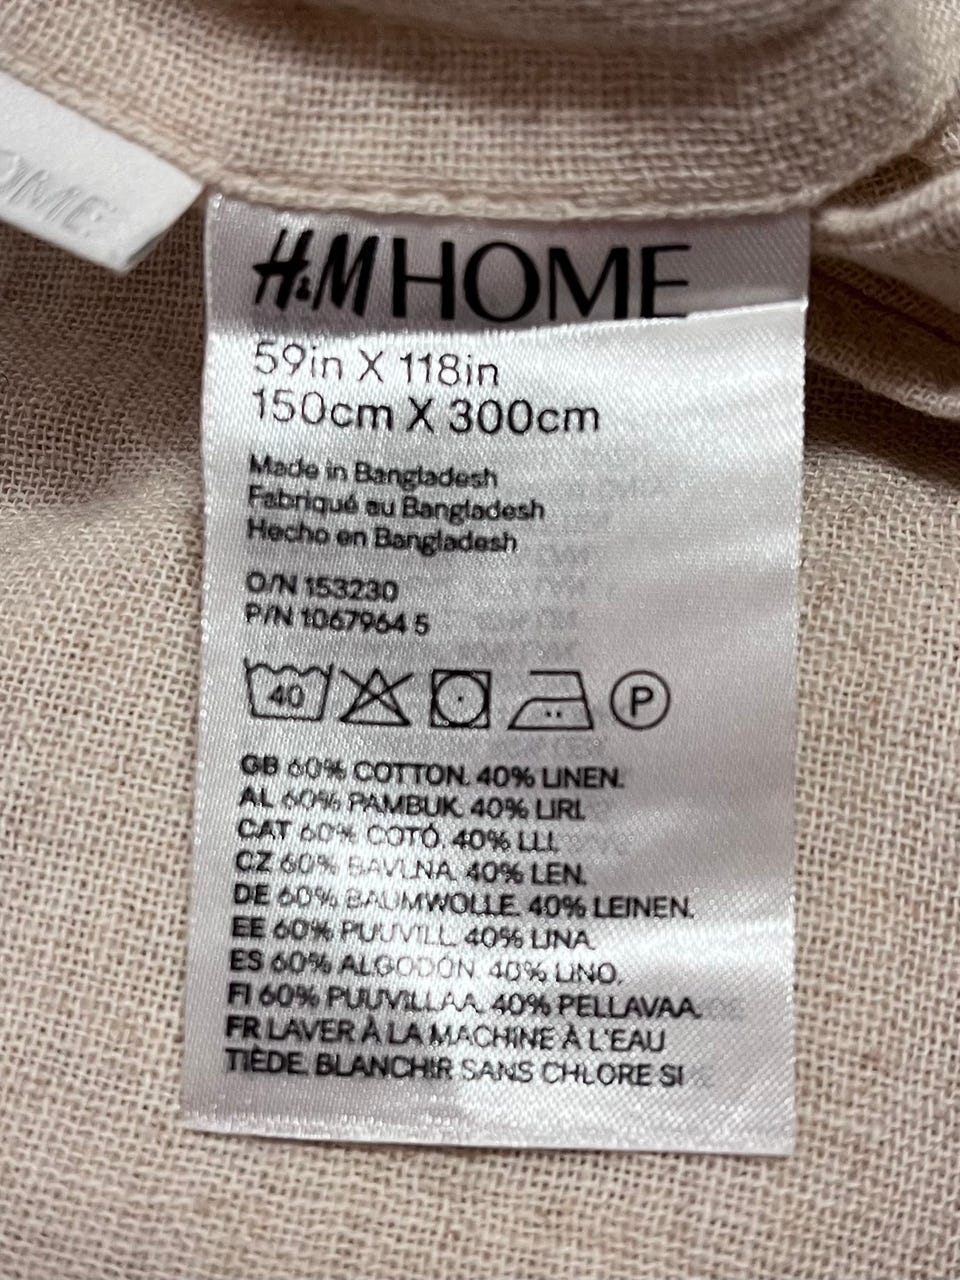 OME
H&M HOME
59in X 118in
150cm X 300cm
Made in Bangladesh
Fabriqué au Bangladesh
Hecho en Bangladesh
O/N 153230
P/N 1067964 5
40 P
GB 60% COTTON. 40% LINEN.
AL 60% PAMBUK. 40% LIRI.
CAT 60% COTÓ. 40% LLI.
CZ 60% BAVLNA. 40% LEN.
DE 60% BAUMWOLLE. 40% LEINEN.
EE 60% PUUVILL. 40% LINA.
ES 60% ALGODÓN. 40% LINO.
FI 60% PUUVILLAA. 40% PELLAVAA.
FR LAVER À LA MACHINE À L'EAU
TIÈDE. BLANCHIR SANS CHLORE SI